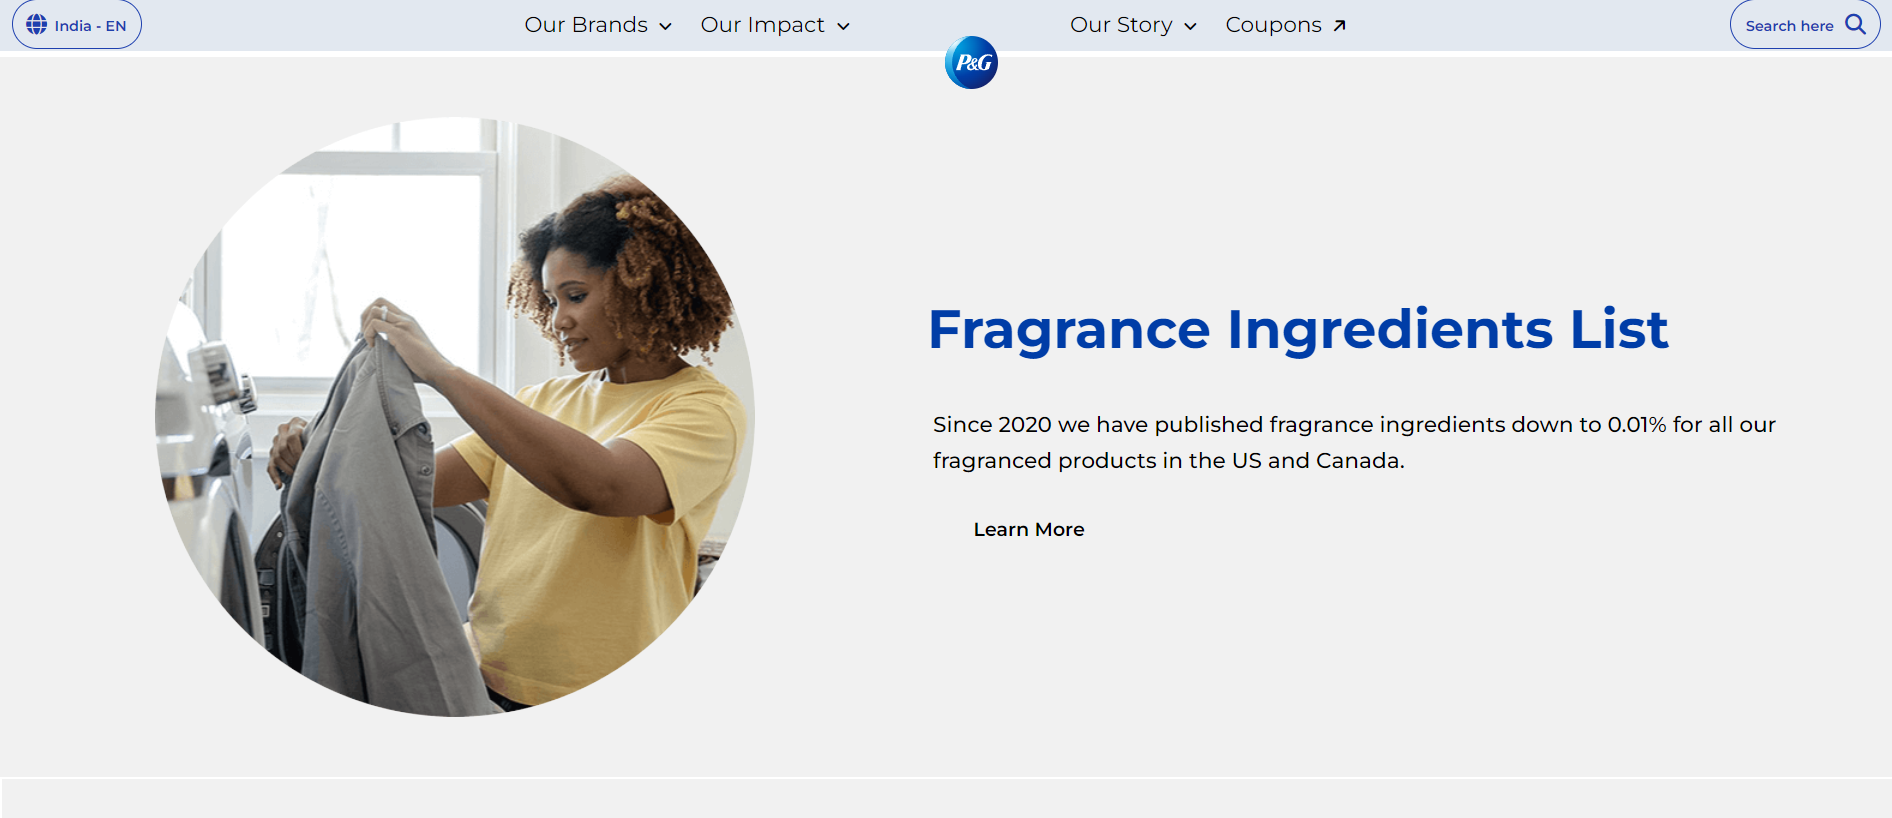 India - EN
Our Brands
Our Impact
P&G
Our Story
Coupons
Search here
Fragrance Ingredients List
Since 2020 we have published fragrance ingredients down to 0.01% for all our
fragranced products in the US and Canada.
Learn More